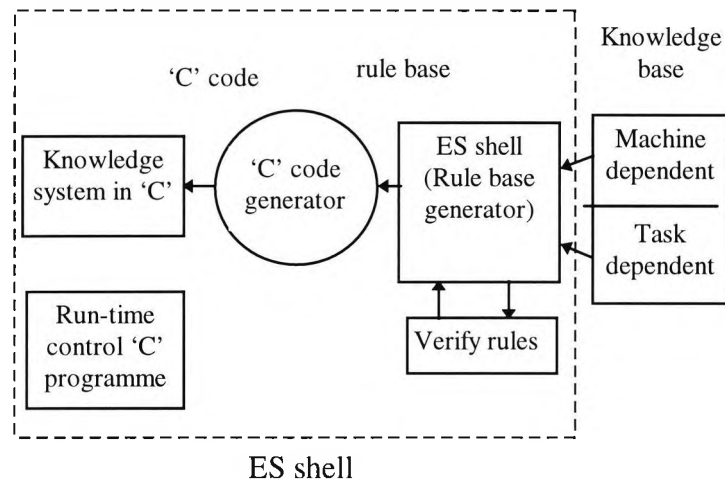 Knowledge
base
‘C’ code
rule base
Knowledge
system in ‘C’
‘C’ code
generator
ES shell
(Rule base
generator)
Machine
dependent
Task
dependent
Run-time
control ‘C’
programme
Verify rules
ES shell